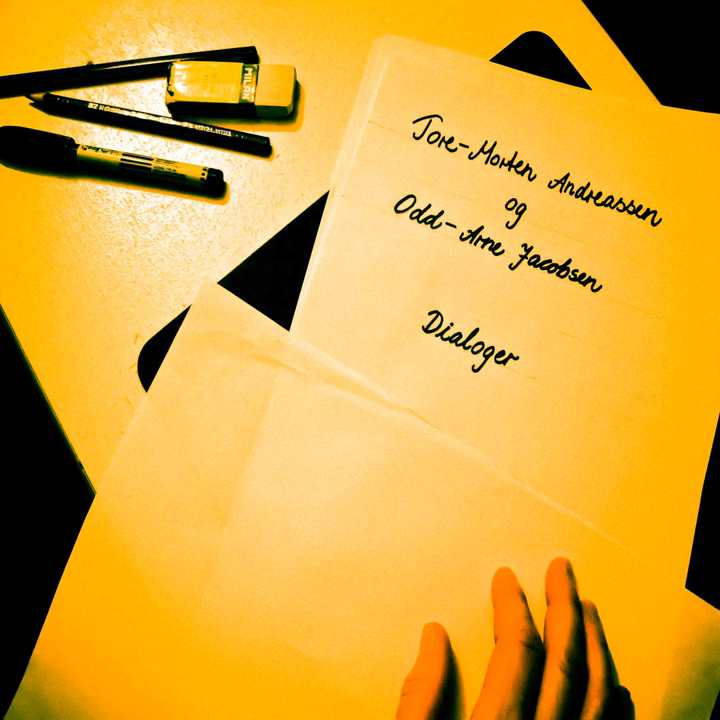 Tore-Morten Andreassen
og
Odd-Arne Jacobsen
Dialoger
MILAN